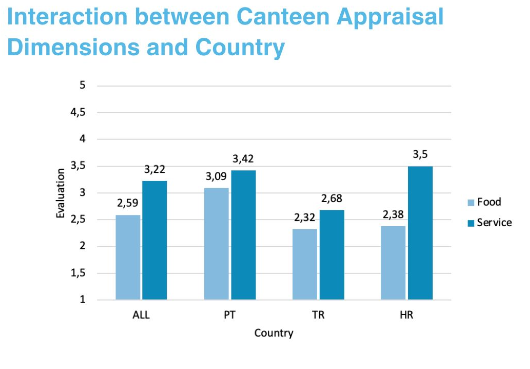 Interaction between Canteen Appraisal
Dimensions and Country
5
4,5
4
3,5
3
2,5
2
1,5
1
Evaluation
2,59
3,22
3,09
3,42
2,32
2,68
2,38
3,5
ALL
PT
TR
HR
Country
Food
Service